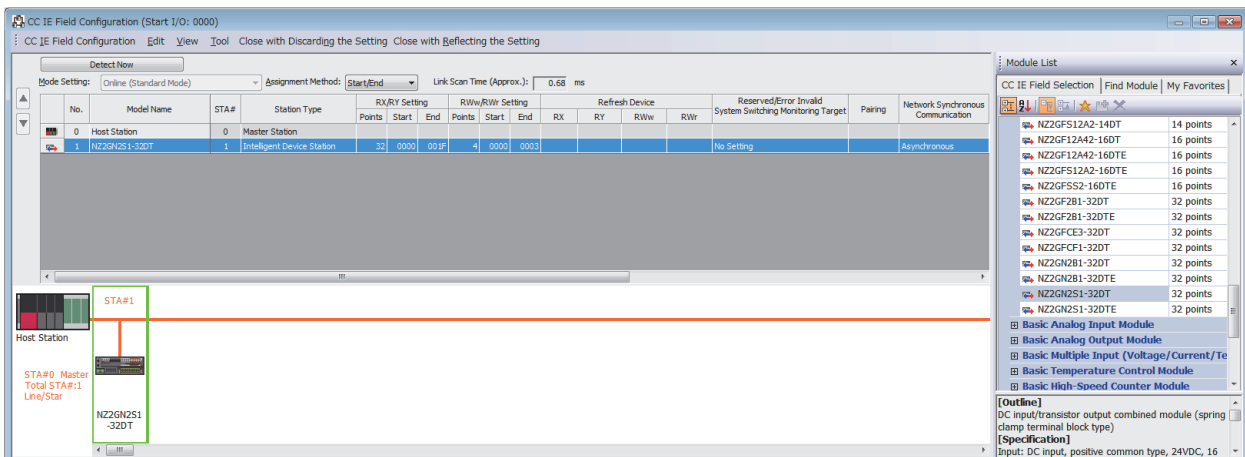 CC IE Field Configuration (Start I/O: 0000)
CC IE Field Configuration Edit View Tool Close with Discarding the Setting Close with Reflecting the Setting
Detect Now
Mode Setting: Online (Standard Mode) Assignment Method: Start/End Link Scan Time (Approx.): 0.68 ms
No. Model Name STA# Station Type RX/RY Setting RWw/RWr Setting Refresh Device Reserved/Error Invalid System Switching Monitoring Target Pairing Network Synchronous Communication
Points Start End Points Start End RX RY RWw RWr
0 Host Station 0 Master Station
1 NZ2GN2S1-32DT 1 Intelligent Device Station 32 0000 001F 4 0000 0003 No Setting Asynchronous
STA#1
Host Station
STA#0 Master
Total STA#:1
Line/Star
NZ2GN2S1
-32DT
Module List
CC IE Field Selection Find Module My Favorites
NZ2GFS12A2-14DT 14 points
NZ2GF12A42-16DT 16 points
NZ2GF12A42-16DTE 16 points
NZ2GFS12A2-16DTE 16 points
NZ2GFSS2-16DTE 16 points
NZ2GF2B1-32DT 32 points
NZ2GF2B1-32DTE 32 points
NZ2GFCE3-32DT 32 points
NZ2GFCF1-32DT 32 points
NZ2GN2B1-32DT 32 points
NZ2GN2B1-32DTE 32 points
NZ2GN2S1-32DT 32 points
NZ2GN2S1-32DTE 32 points
Basic Analog Input Module
Basic Analog Output Module
Basic Multiple Input (Voltage/Current/Te
Basic Temperature Control Module
Basic High-Speed Counter Module
[Outline]
DC input/transistor output combined module (spring
clamp terminal block type)
[Specification]
Input: DC input, positive common type, 24VDC, 16